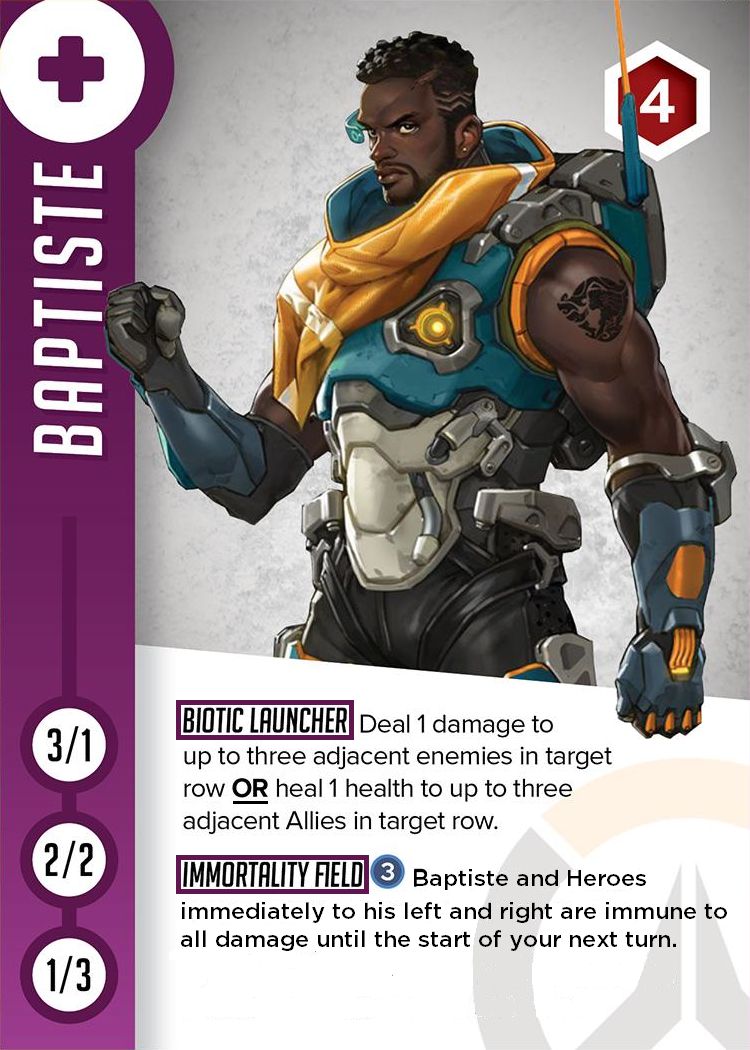 BAPTISTE
4
3/1
2/2
1/3
BIOTIC LAUNCHER Deal 1 damage to
up to three adjacent enemies in target
row OR heal 1 health to up to three
adjacent Allies in target row.
IMMORTALITY FIELD 3 Baptiste and Heroes
immediately to his left and right are immune to
all damage until the start of your next turn.